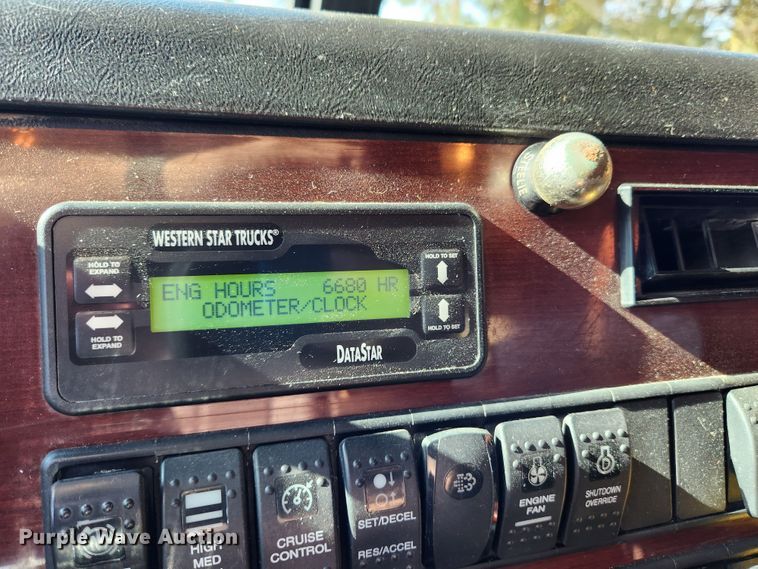 STEELIE
WESTERN STAR TRUCKS®
HOLD TO EXPAND
HOLD TO SET
ENG HOURS 6680 HR
ODOMETER/CLOCK
HOLD TO EXPAND
HOLD TO SET
DATASTAR
HIGH
MED
CRUISE
CONTROL
SET/DECEL
RES/ACCEL
ENGINE
FAN
SHUTDOWN
OVERRIDE
Purple Wave Auction